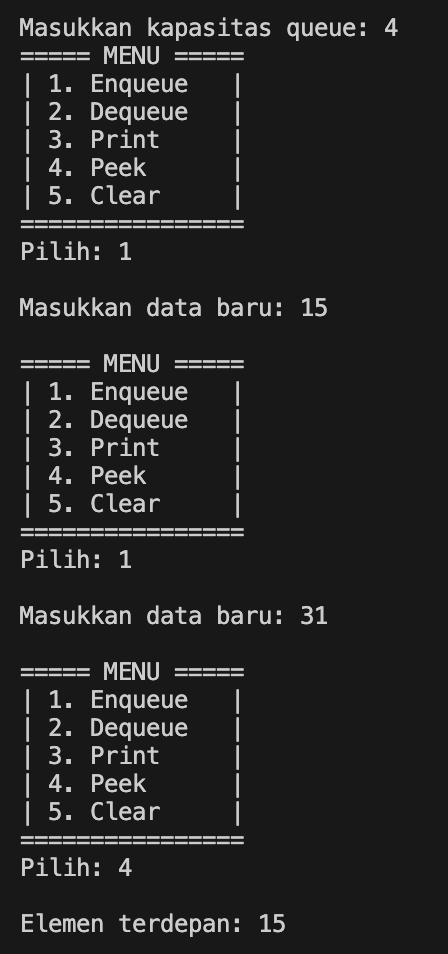 Masukkan kapasitas queue: 4
===== MENU =====
| 1. Enqueue   |
| 2. Dequeue   |
| 3. Print     |
| 4. Peek      |
| 5. Clear     |
================
Pilih: 1
Masukkan data baru: 15
===== MENU =====
| 1. Enqueue   |
| 2. Dequeue   |
| 3. Print     |
| 4. Peek      |
| 5. Clear     |
================
Pilih: 1
Masukkan data baru: 31
===== MENU =====
| 1. Enqueue   |
| 2. Dequeue   |
| 3. Print     |
| 4. Peek      |
| 5. Clear     |
================
Pilih: 4
Elemen terdepan: 15